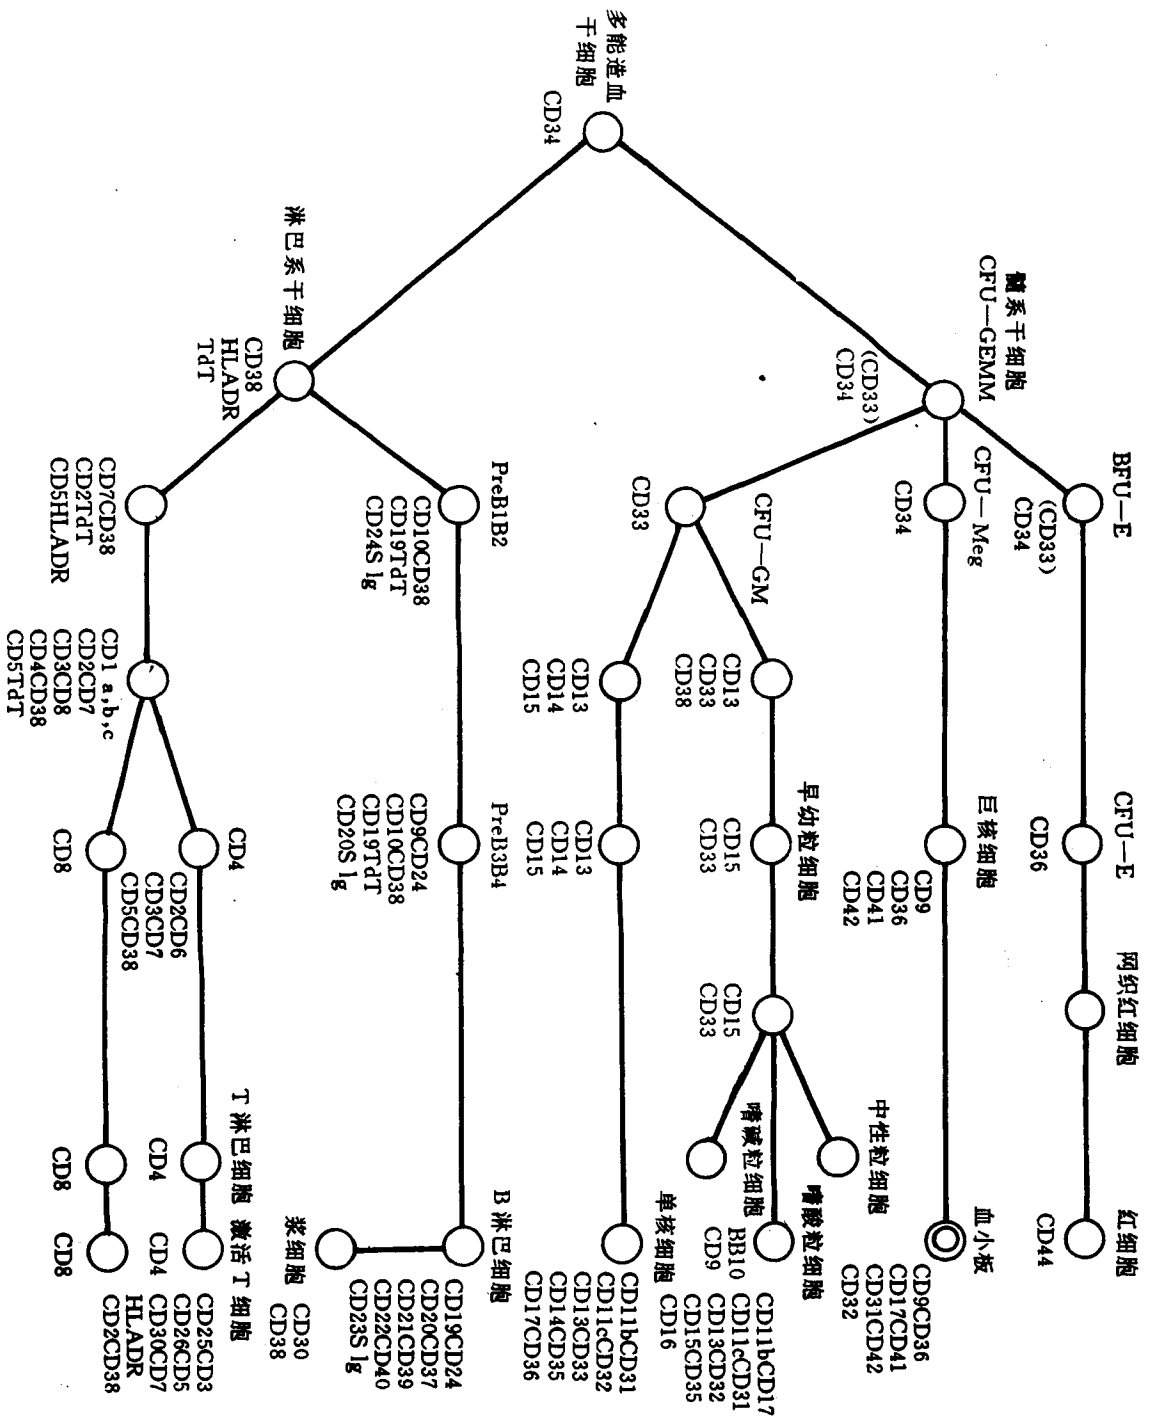 多能造血
干细胞
CD34
髓系干细胞
CFU—GEMM
(CD33)
CD34
BFU—E
(CD33)
CD34
CFU—E
CD36
网织红细胞
红细胞
CD44
CFU—Meg
CD34
巨核细胞
CD9
CD36
CD41
CD42
血小板
CD9CD36
CD17CD41
CD31CD42
CD32
CFU—GM
CD33
CD13
CD33
CD38
早幼粒细胞
CD15
CD33
CD15
CD33
中性粒细胞
嗜酸粒细胞
嗜碱粒细胞
BB10
CD9
CD11bCD17
CD11cCD31
CD13CD32
CD15CD35
CD16
CD13
CD14
CD15
CD13
CD14
CD15
单核细胞
CD11bCD31
CD11cCD32
CD13CD33
CD14CD35
CD17CD36
淋巴系干细胞
CD38
HLADR
TdT
PreB1B2
CD10CD38
CD19TdT
CD24S lg
PreB3B4
CD9CD24
CD10CD38
CD19TdT
CD20S lg
B淋巴细胞
CD19CD24
CD20CD37
CD21CD39
CD22CD40
CD23S lg
浆细胞
CD30
CD38
CD7CD38
CD2TdT
CD5HLADR
CD1 a,b,c
CD2CD7
CD3CD8
CD4CD38
CD5TdT
CD4
CD2CD6
CD3CD7
CD5CD38
CD8
T淋巴细胞
CD4
CD8
激活T细胞
CD4
CD8
CD25CD3
CD26CD5
CD30CD7
HLADR
CD2CD38